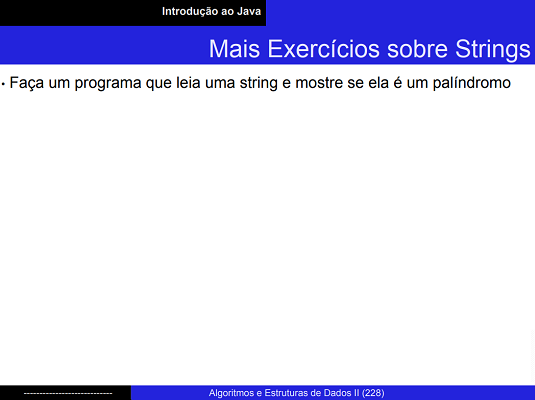 Introdução ao Java
Mais Exercícios sobre Strings
• Faça um programa que leia uma string e mostre se ela é um palíndromo
----------------------------
Algoritmos e Estruturas de Dados II (228)